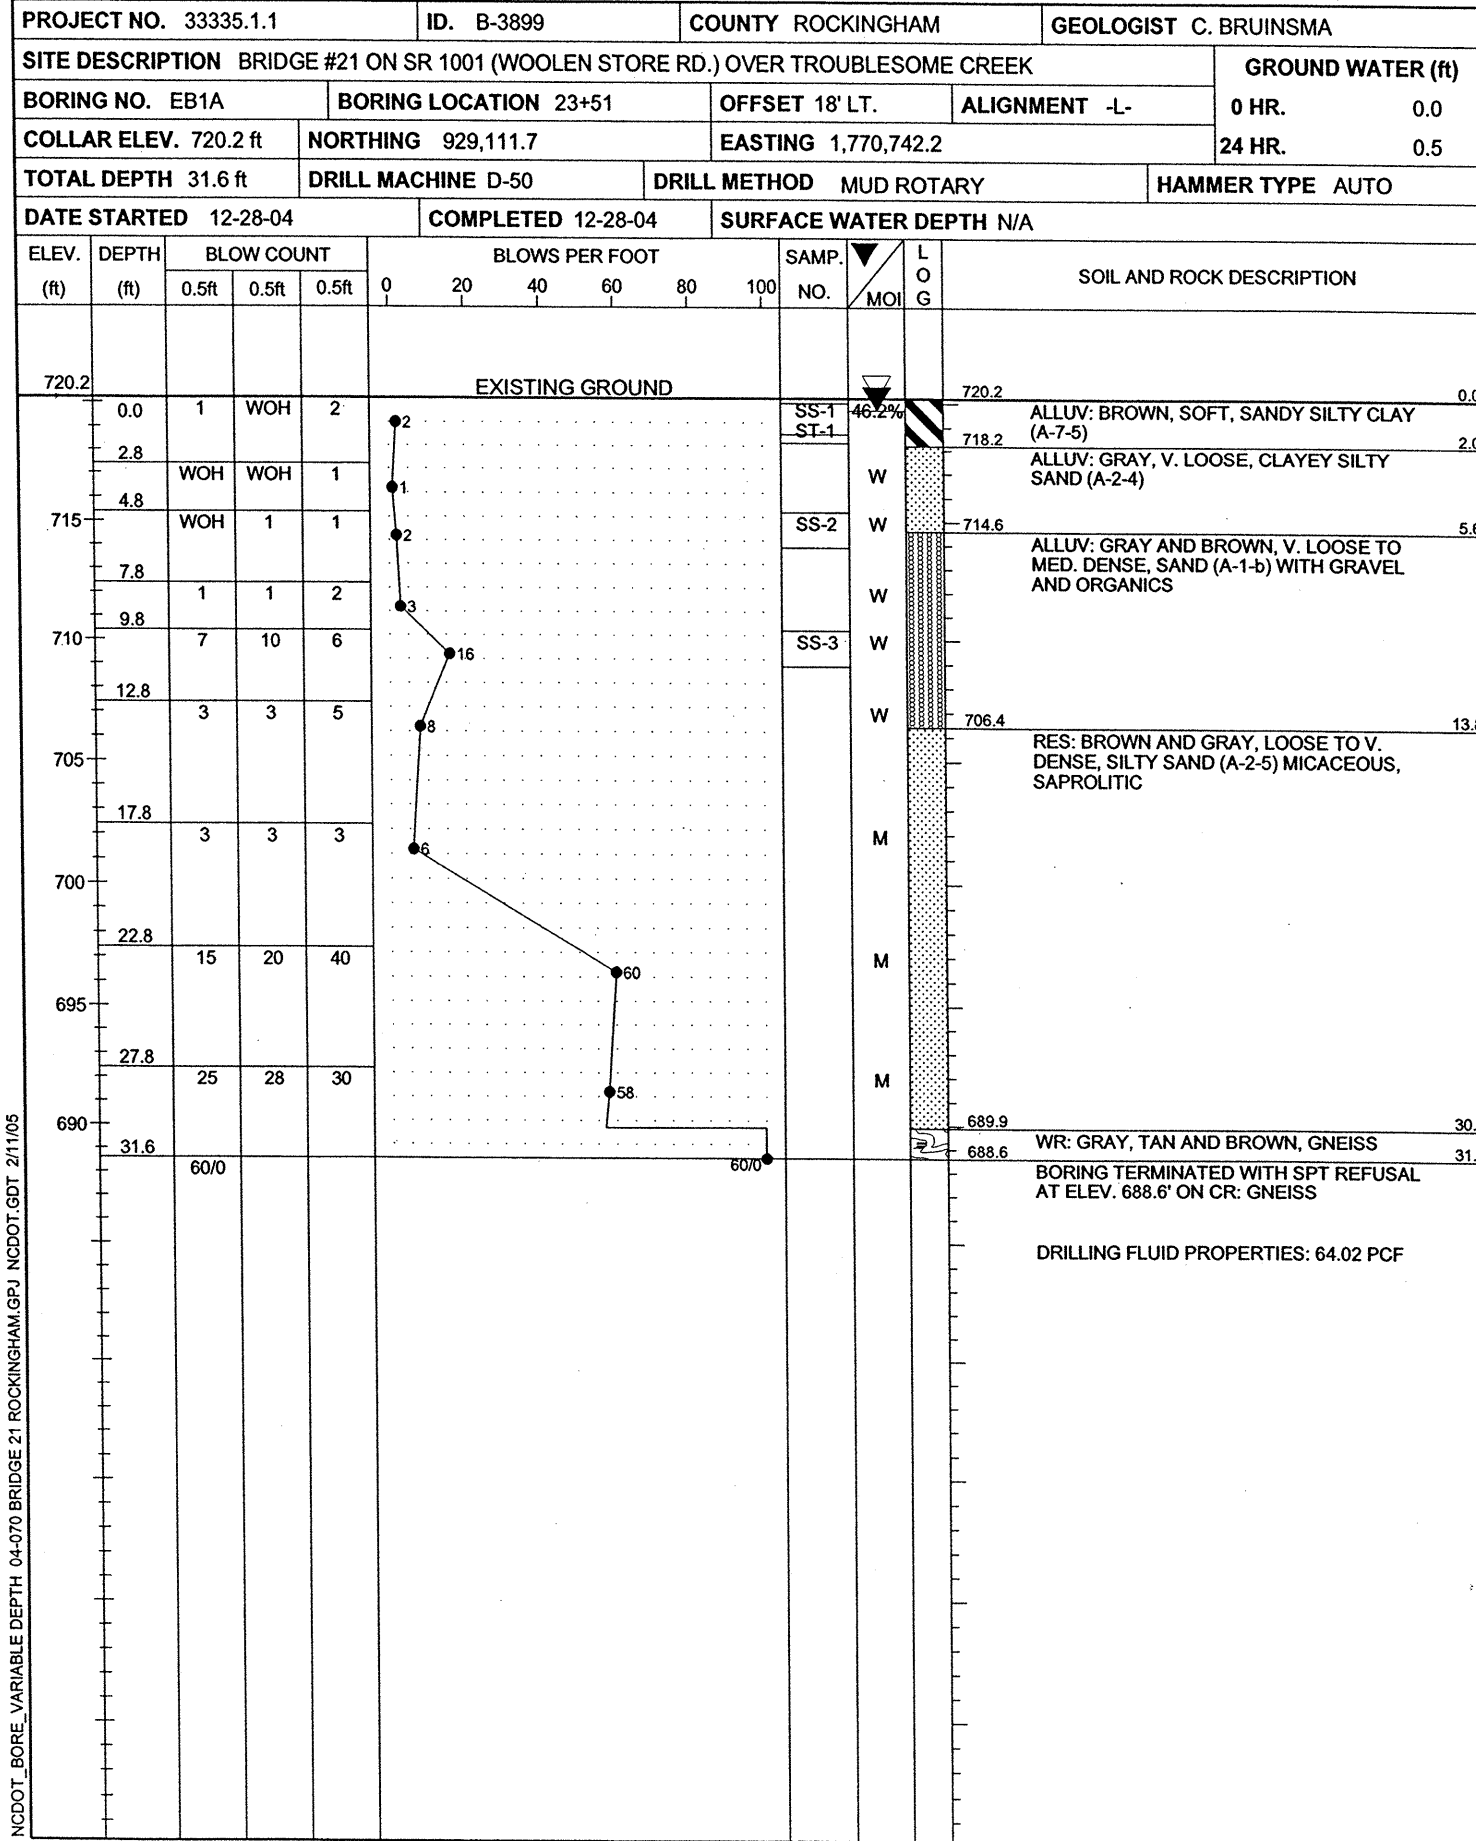 PROJECT NO. 33335.1.1 ID. B-3899 COUNTY ROCKINGHAM GEOLOGIST C. BRUINSMA
SITE DESCRIPTION BRIDGE #21 ON SR 1001 (WOOLEN STORE RD.) OVER TROUBLESOME CREEK GROUND WATER (ft)
BORING NO. EB1A BORING LOCATION 23+51 OFFSET 18' LT. ALIGNMENT -L- 0 HR. 0.0
COLLAR ELEV. 720.2 ft NORTHING 929,111.7 EASTING 1,770,742.2 24 HR. 0.5
TOTAL DEPTH 31.6 ft DRILL MACHINE D-50 DRILL METHOD MUD ROTARY HAMMER TYPE AUTO
DATE STARTED 12-28-04 COMPLETED 12-28-04 SURFACE WATER DEPTH N/A
ELEV. DEPTH BLOW COUNT BLOWS PER FOOT SAMP. L
O SOIL AND ROCK DESCRIPTION
(ft) (ft) 0.5ft 0.5ft 0.5ft 0 20 40 60 80 100 NO. MOI G
720.2 EXISTING GROUND 720.2 0.0
0.0 1 WOH 2 2 SS-1 46.2% ALLUV: BROWN, SOFT, SANDY SILTY CLAY
ST-1 (A-7-5)
718.2 2.0
2.8 ALLUV: GRAY, V. LOOSE, CLAYEY SILTY
WOH WOH 1 1 W SAND (A-2-4)
4.8
715 WOH 1 1 2 SS-2 W 714.6 5.6
ALLUV: GRAY AND BROWN, V. LOOSE TO
7.8 MED. DENSE, SAND (A-1-b) WITH GRAVEL
AND ORGANICS
1 1 2 3 W
9.8
710 7 10 6 16 SS-3 W
12.8
3 3 5 8 W 706.4 13.8
RES: BROWN AND GRAY, LOOSE TO V.
705 DENSE, SILTY SAND (A-2-5) MICACEOUS,
SAPROLITIC
17.8
3 3 3 6 M
700
22.8
15 20 40 60 M
695
27.8
25 28 30 58 M
690 689.9 30.
31.6 WR: GRAY, TAN AND BROWN, GNEISS
688.6 31.
60/0 60/0 BORING TERMINATED WITH SPT REFUSAL
AT ELEV. 688.6' ON CR: GNEISS
DRILLING FLUID PROPERTIES: 64.02 PCF
NCDOT_BORE_VARIABLE DEPTH 04-070 BRIDGE 21 ROCKINGHAM.GPJ NCDOT.GDT 2/11/05